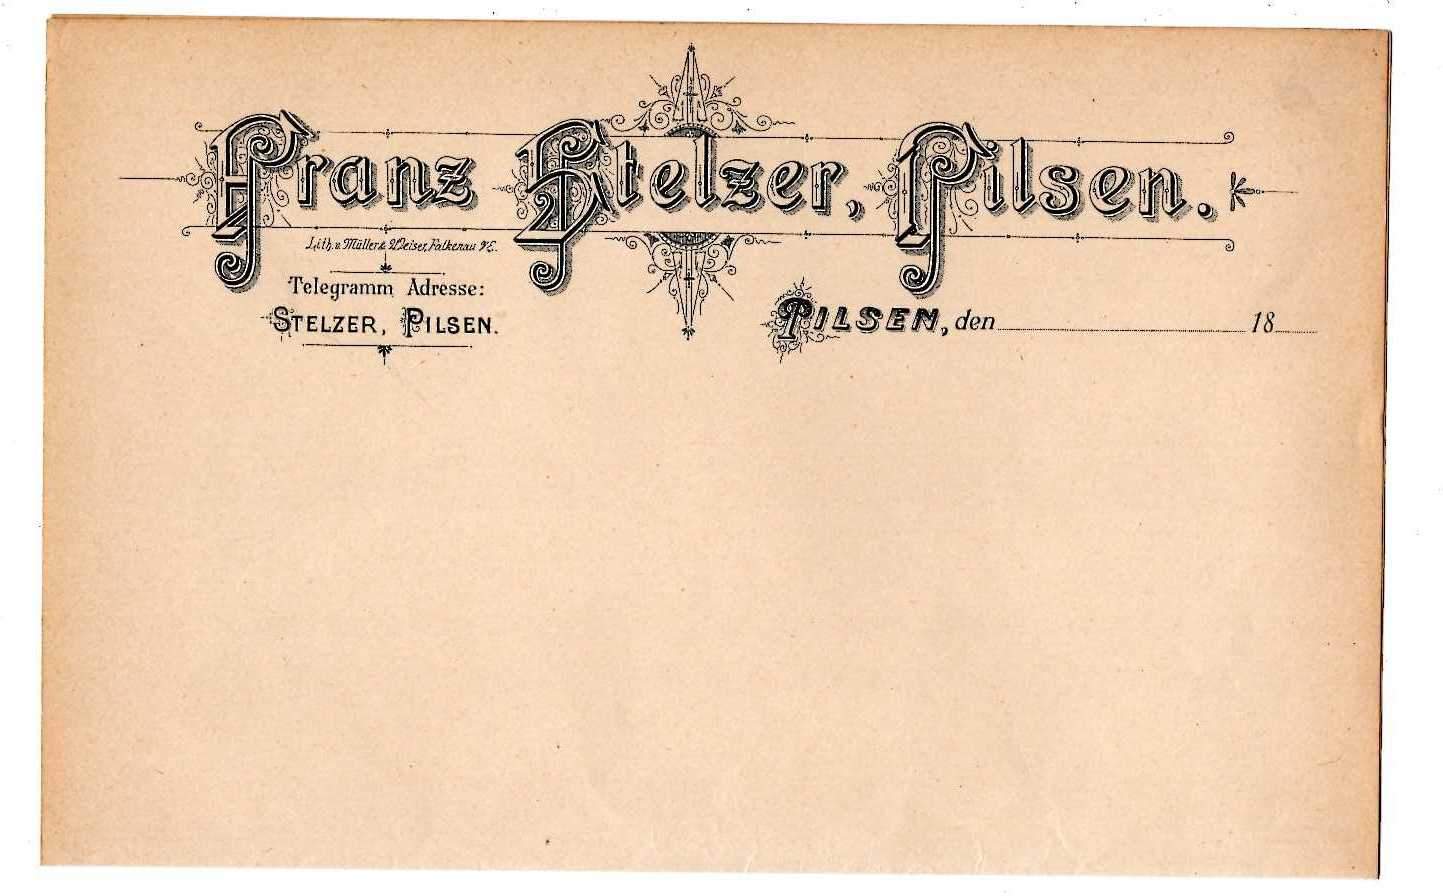 Franz Stelzer, Pilsen.
Lith. v. Müller & Weiser, Falkenau a/E.
Telegramm Adresse:
STELZER, PILSEN.
PILSEN, den 18